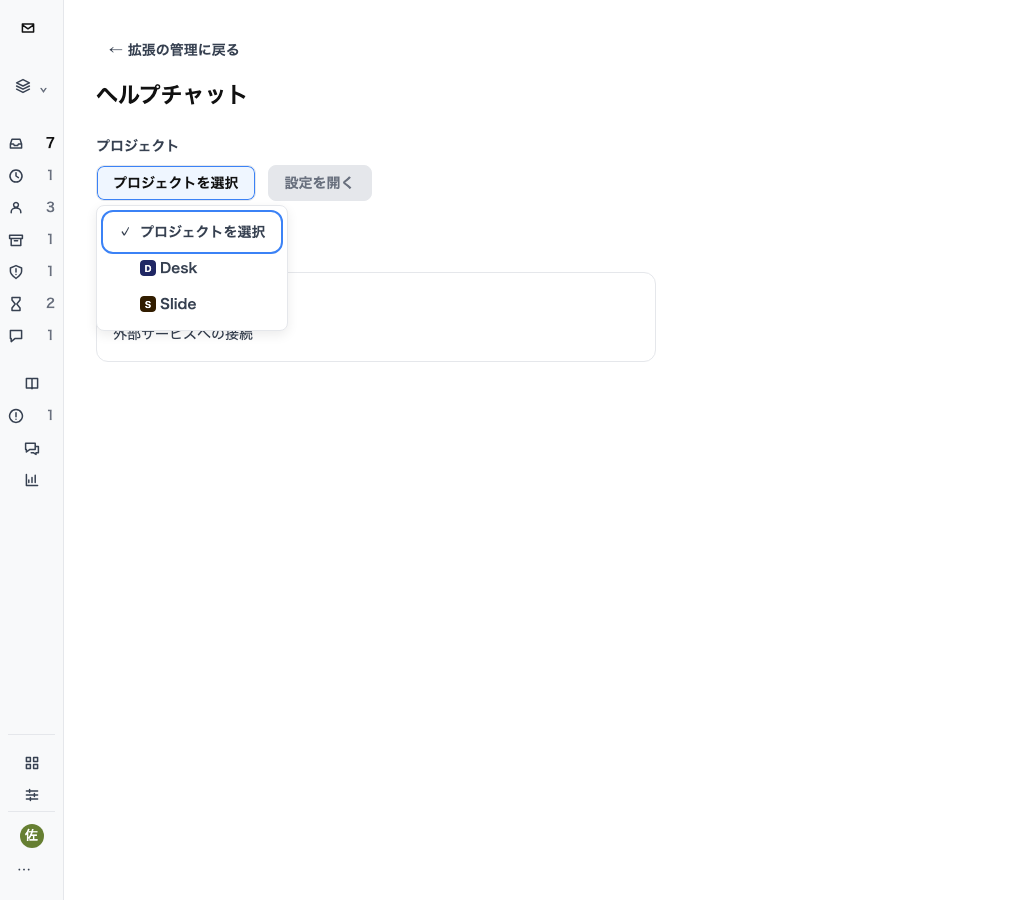 ← 拡張の管理に戻る
ヘルプチャット
プロジェクト
プロジェクトを選択
設定を開く
✓ プロジェクトを選択
D Desk
S Slide
外部サービスへの接続
7
1
3
1
1
2
1
1
佐
…